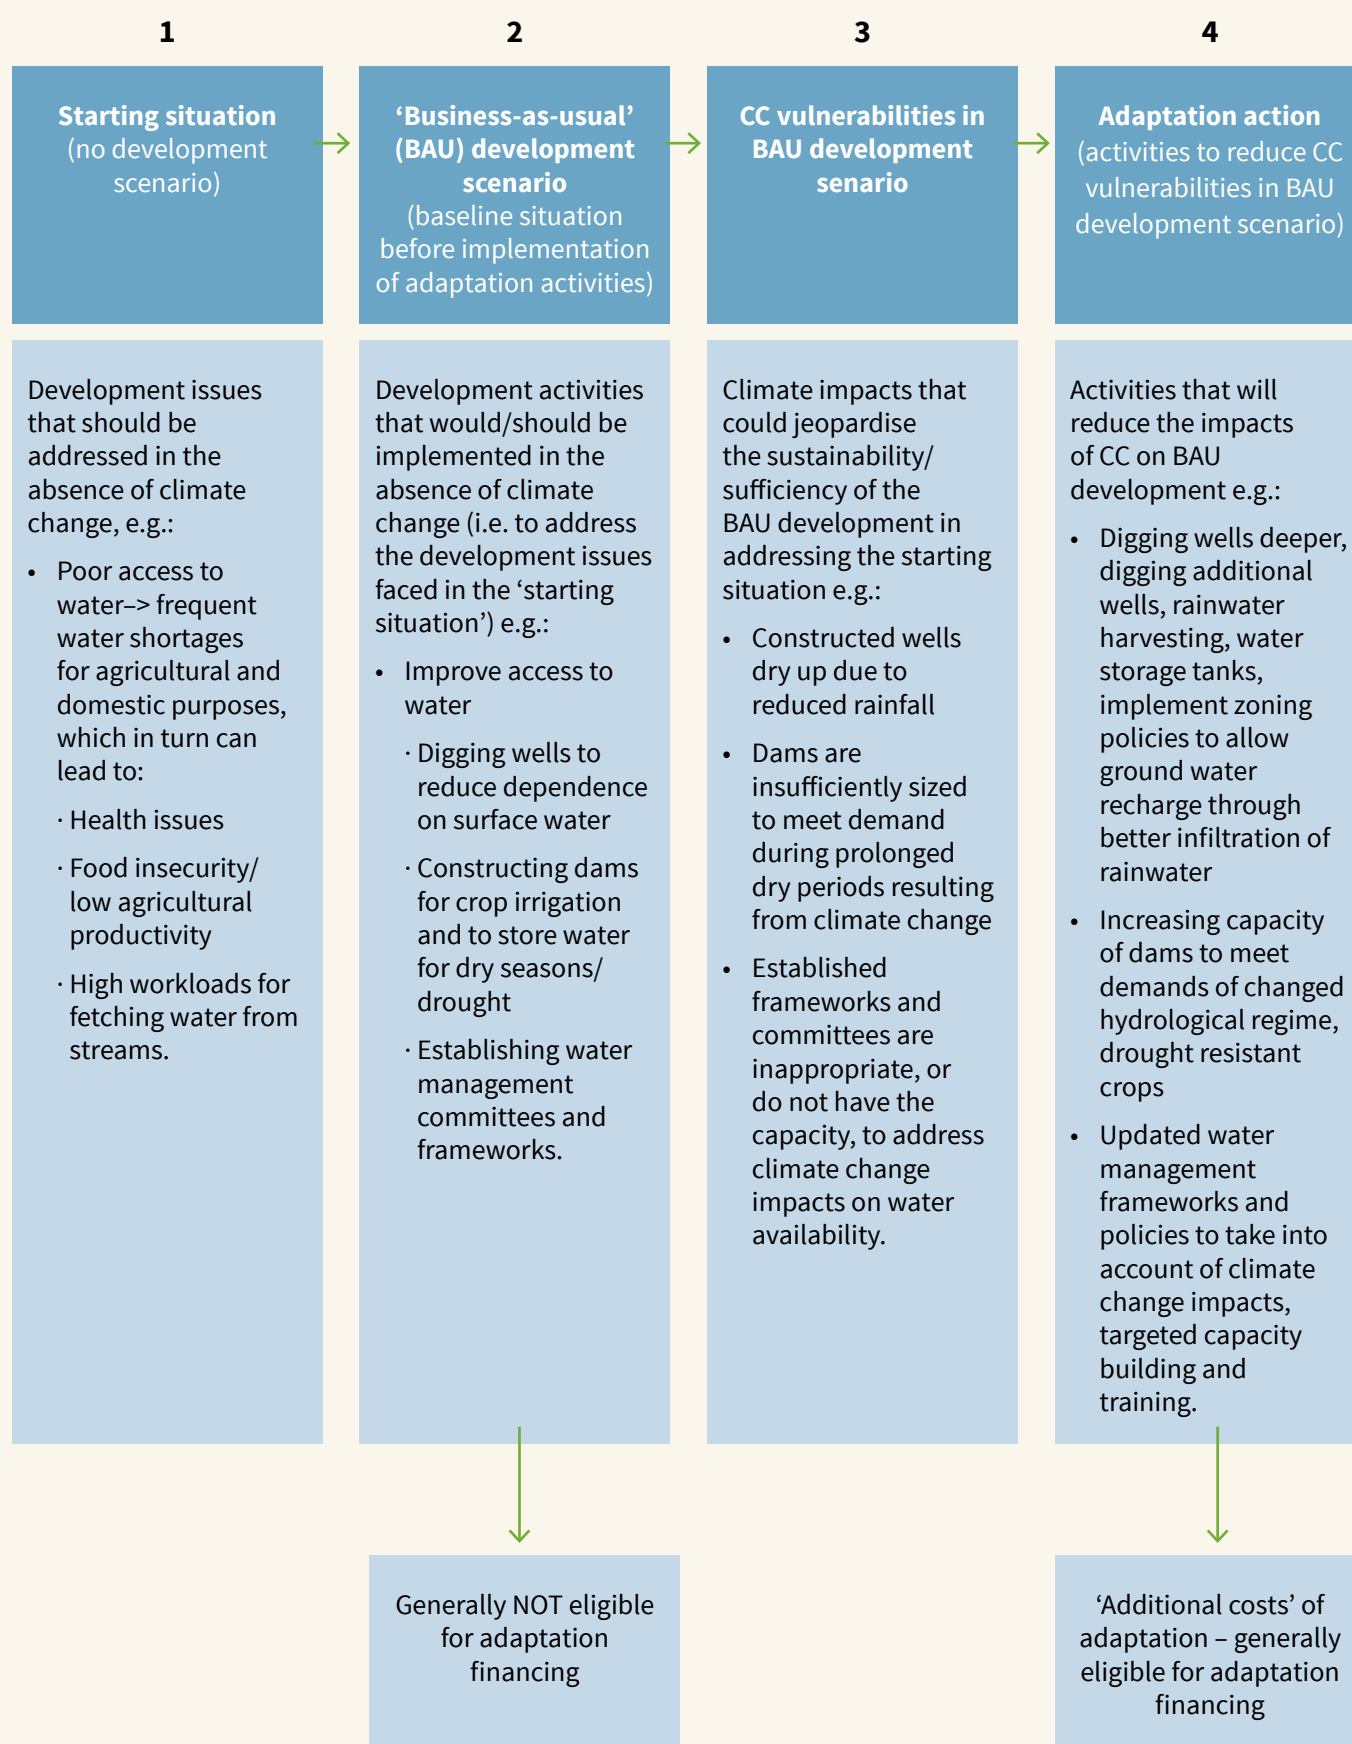 1
Starting situation
(no development
scenario)
Development issues
that should be
addressed in the
absence of climate
change, e.g.:
• Poor access to
water–> frequent
water shortages
for agricultural and
domestic purposes,
which in turn can
lead to:
· Health issues
· Food insecurity/
low agricultural
productivity
· High workloads for
fetching water from
streams.
2
‘Business-as-usual’
(BAU) development
scenario
(baseline situation
before implementation
of adaptation activities)
Development activities
that would/should be
implemented in the
absence of climate
change (i.e. to address
the development issues
faced in the ‘starting
situation’) e.g.:
• Improve access to
water
· Digging wells to
reduce dependence
on surface water
· Constructing dams
for crop irrigation
and to store water
for dry seasons/
drought
· Establishing water
management
committees and
frameworks.
Generally NOT eligible
for adaptation
financing
3
CC vulnerabilities in
BAU development
senario
Climate impacts that
could jeopardise
the sustainability/
sufficiency of the
BAU development in
addressing the starting
situation e.g.:
• Constructed wells
dry up due to
reduced rainfall
• Dams are
insufficiently sized
to meet demand
during prolonged
dry periods resulting
from climate change
• Established
frameworks and
committees are
inappropriate, or
do not have the
capacity, to address
climate change
impacts on water
availability.
4
Adaptation action
(activities to reduce CC
vulnerabilities in BAU
development scenario)
Activities that will
reduce the impacts
of CC on BAU
development e.g.:
• Digging wells deeper,
digging additional
wells, rainwater
harvesting, water
storage tanks,
implement zoning
policies to allow
ground water
recharge through
better infiltration of
rainwater
• Increasing capacity
of dams to meet
demands of changed
hydrological regime,
drought resistant
crops
• Updated water
management
frameworks and
policies to take into
account of climate
change impacts,
targeted capacity
building and
training.
‘Additional costs’ of
adaptation – generally
eligible for adaptation
financing